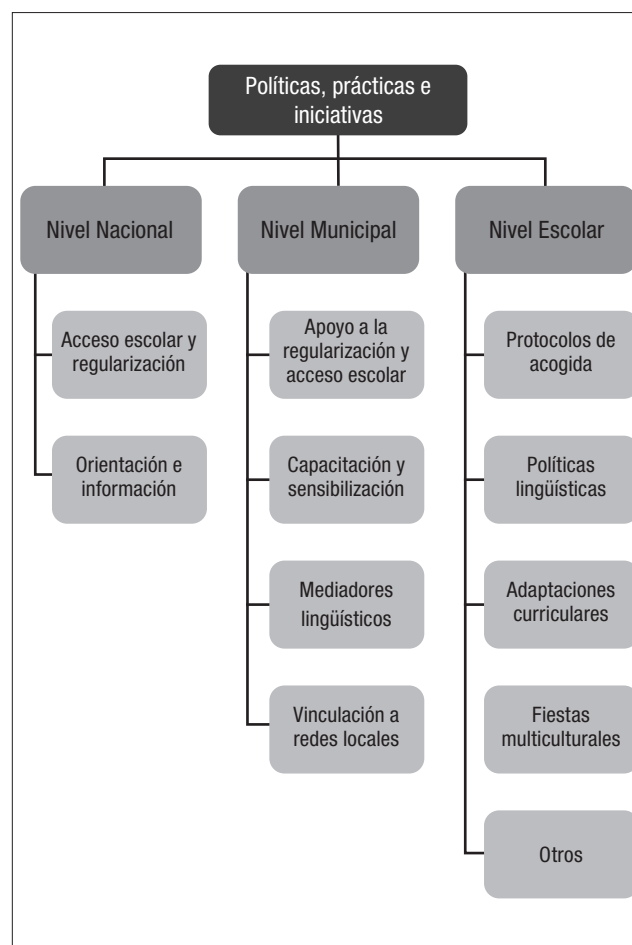 Políticas, prácticas e
iniciativas
Nivel Nacional
Nivel Municipal
Nivel Escolar
Acceso escolar y
regularización
Orientación e
información
Apoyo a la
regularización y
acceso escolar
Capacitación y
sensibilización
Mediadores
lingüísticos
Vinculación a
redes locales
Protocolos de
acogida
Políticas
lingüísticas
Adaptaciones
curriculares
Fiestas
multiculturales
Otros